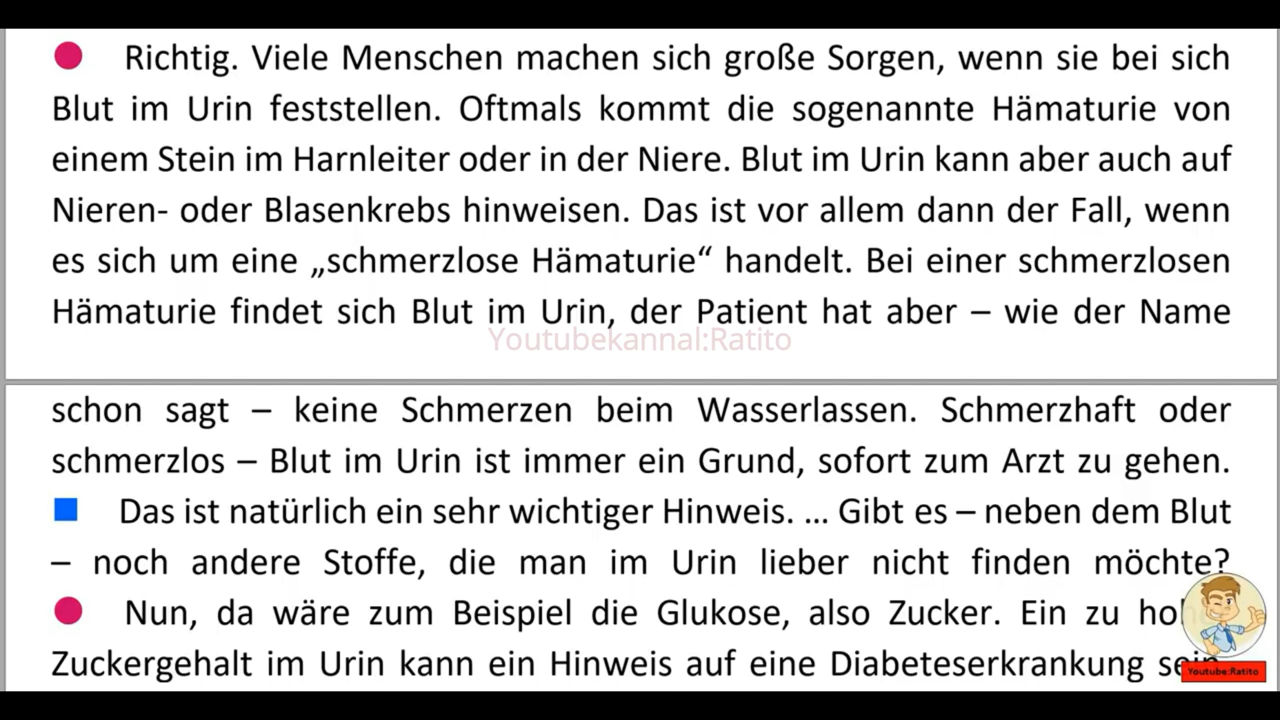 Richtig. Viele Menschen machen sich große Sorgen, wenn sie bei sich
Blut im Urin feststellen. Oftmals kommt die sogenannte Hämaturie von
einem Stein im Harnleiter oder in der Niere. Blut im Urin kann aber auch auf
Nieren- oder Blasenkrebs hinweisen. Das ist vor allem dann der Fall, wenn
es sich um eine „schmerzlose Hämaturie“ handelt. Bei einer schmerzlosen
Hämaturie findet sich Blut im Urin, der Patient hat aber – wie der Name
Youtubekannal:Ratito
schon sagt – keine Schmerzen beim Wasserlassen. Schmerzhaft oder
schmerzlos – Blut im Urin ist immer ein Grund, sofort zum Arzt zu gehen.
Das ist natürlich ein sehr wichtiger Hinweis. ... Gibt es – neben dem Blut
– noch andere Stoffe, die man im Urin lieber nicht finden möchte?
Nun, da wäre zum Beispiel die Glukose, also Zucker. Ein zu
Zuckergehalt im Urin kann ein Hinweis auf eine Diabeteserkrankung sein
Youtube:Ratito